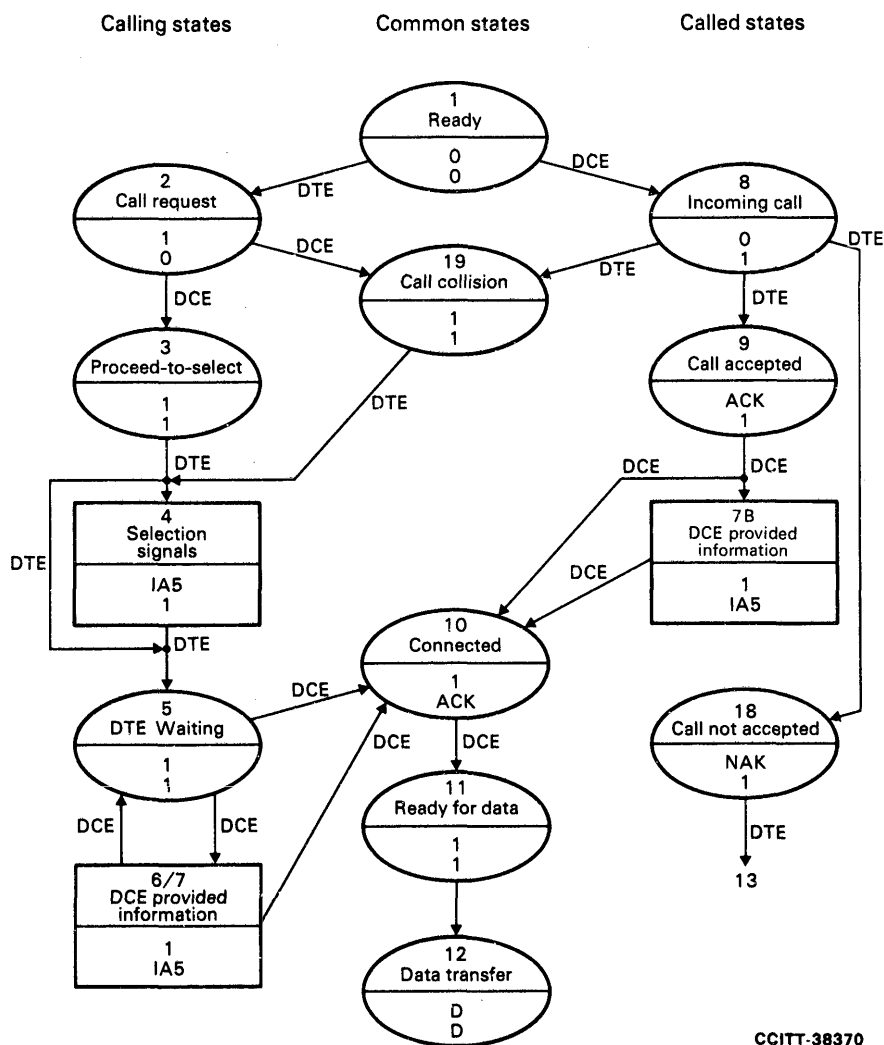 Calling states
Common states
Called states
1
Ready
0
0
DTE
DCE
2
Call request
1
0
8
Incoming call
0
1
DCE
DTE
DTE
19
Call collision
1
1
DCE
DTE
3
Proceed-to-select
1
1
9
Call accepted
ACK
1
DTE
DTE
DCE
DCE
4
Selection
signals
IA5
1
7B
DCE provided
information
1
IA5
DTE
DCE
DTE
10
Connected
1
ACK
5
DTE Waiting
1
1
DCE
18
Call not accepted
NAK
1
DCE
DCE
11
Ready for data
1
1
DCE
DCE
DTE
13
6/7
DCE provided
information
1
IA5
12
Data transfer
D
D
CCITT-38370